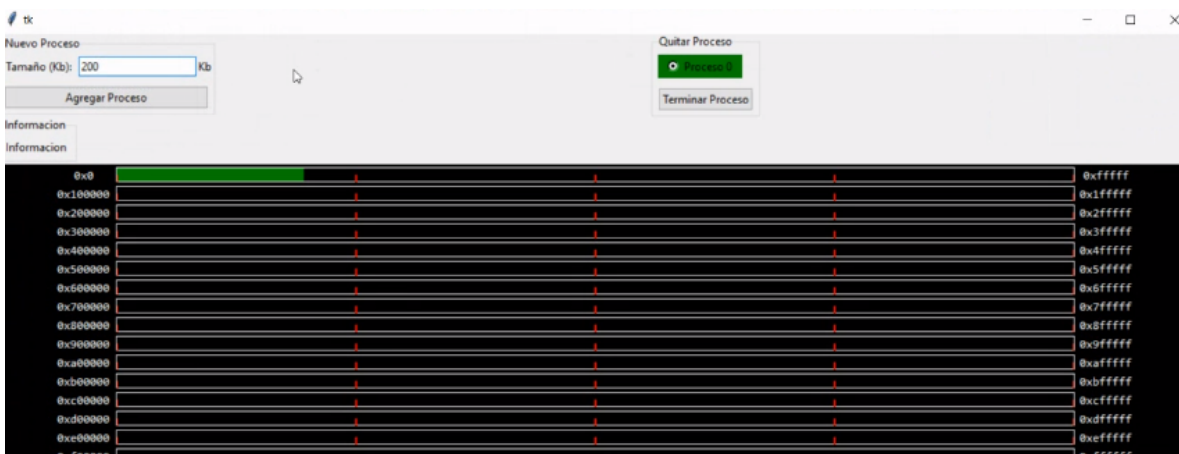 tk
Nuevo Proceso
Tamaño (Kb): 200 Kb
Agregar Proceso
Quitar Proceso
Proceso 0
Terminar Proceso
Informacion
Informacion
0x0 0xfffff
0x100000 0x1fffff
0x200000 0x2fffff
0x300000 0x3fffff
0x400000 0x4fffff
0x500000 0x5fffff
0x600000 0x6fffff
0x700000 0x7fffff
0x800000 0x8fffff
0x900000 0x9fffff
0xa00000 0xafffff
0xb00000 0xbfffff
0xc00000 0xcfffff
0xd00000 0xdfffff
0xe00000 0xefffff